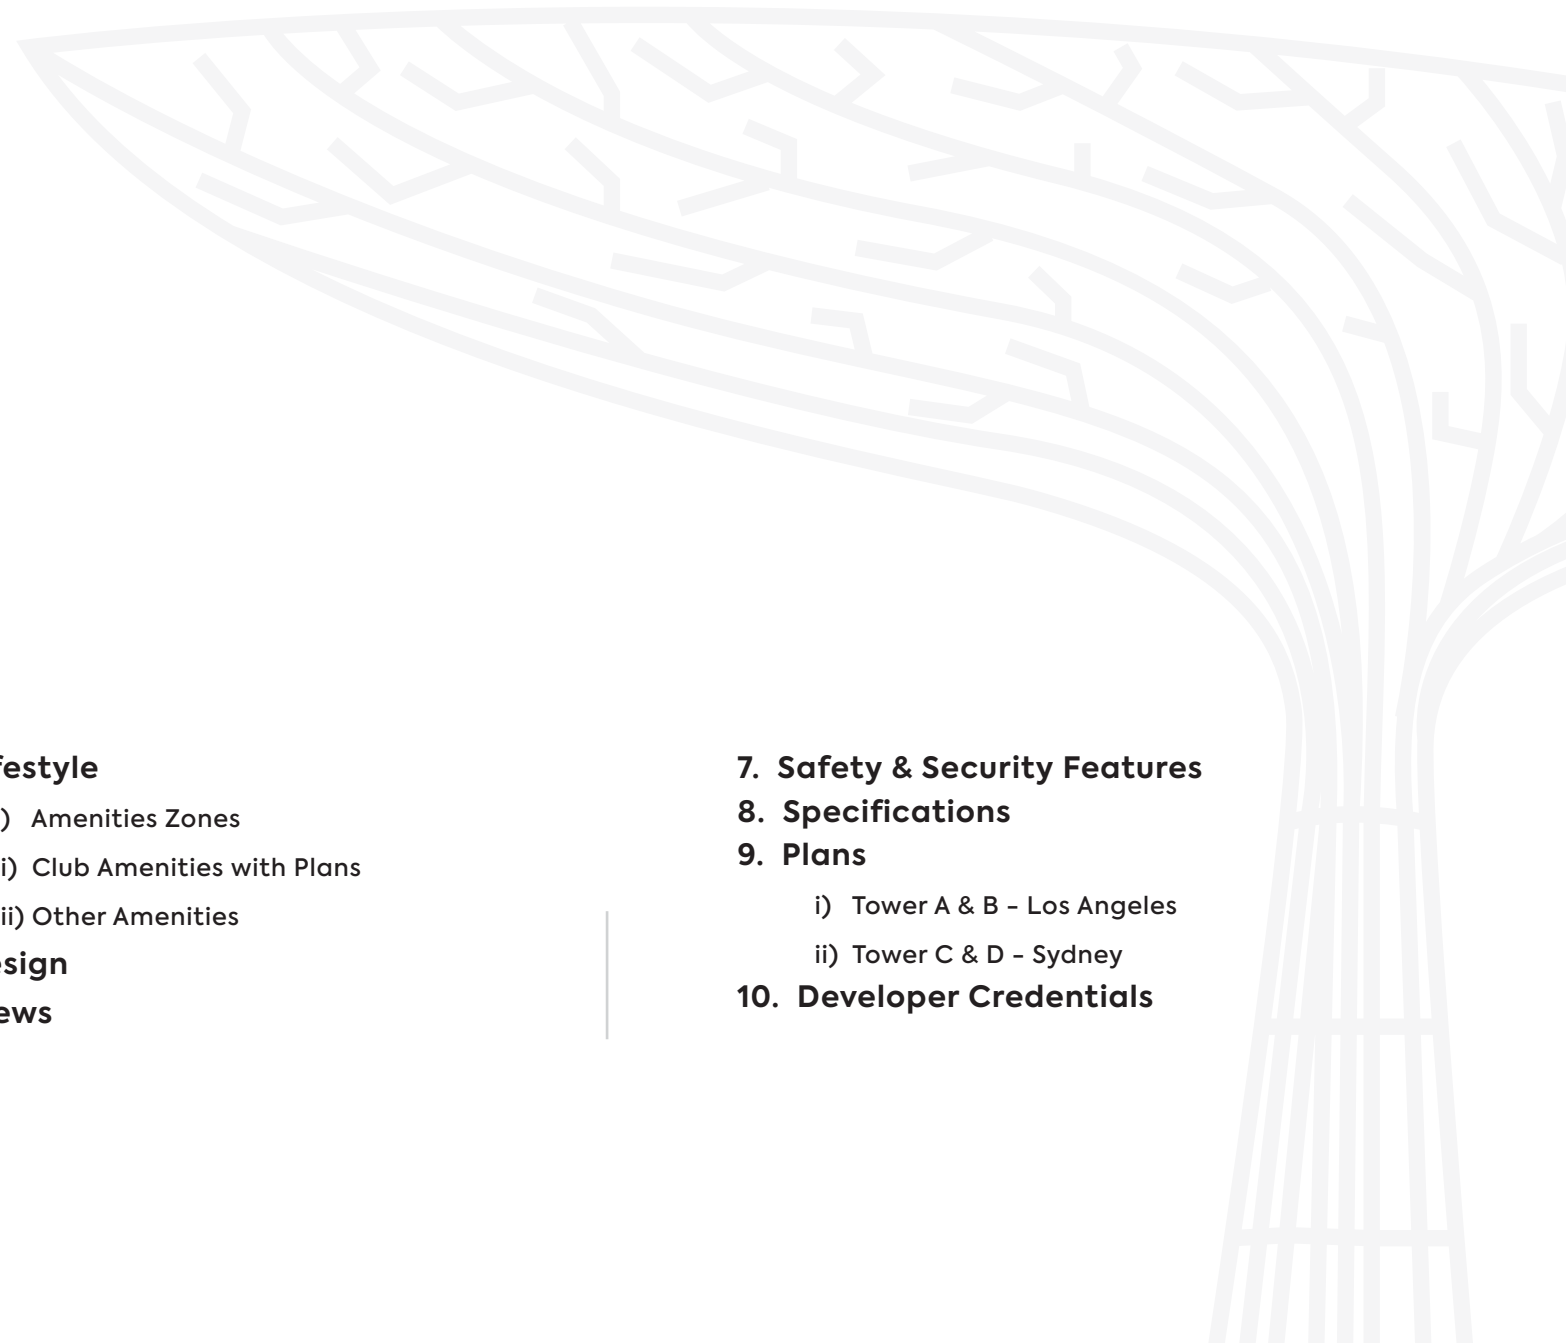 festyle
) Amenities Zones
i) Club Amenities with Plans
ii) Other Amenities
esign
ews
7. Safety & Security Features
8. Specifications
9. Plans
i) Tower A & B - Los Angeles
ii) Tower C & D - Sydney
10. Developer Credentials